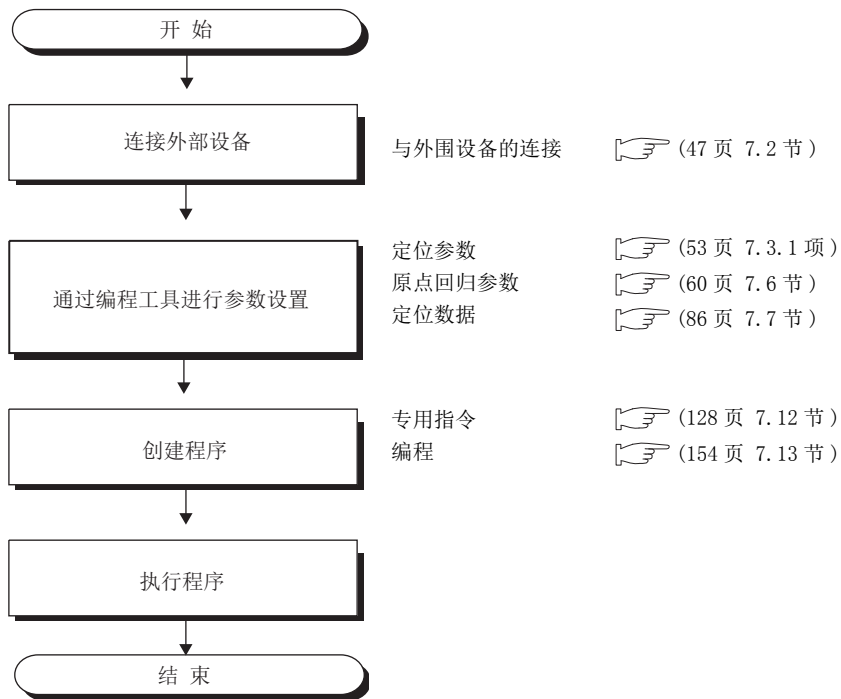 开 始
连接外部设备
与外围设备的连接 (47 页 7.2 节)
通过编程工具进行参数设置
定位参数 (53 页 7.3.1 项)
原点回归参数 (60 页 7.6 节)
定位数据 (86 页 7.7 节)
创建程序
专用指令 (128 页 7.12 节)
编程 (154 页 7.13 节)
执行程序
结 束